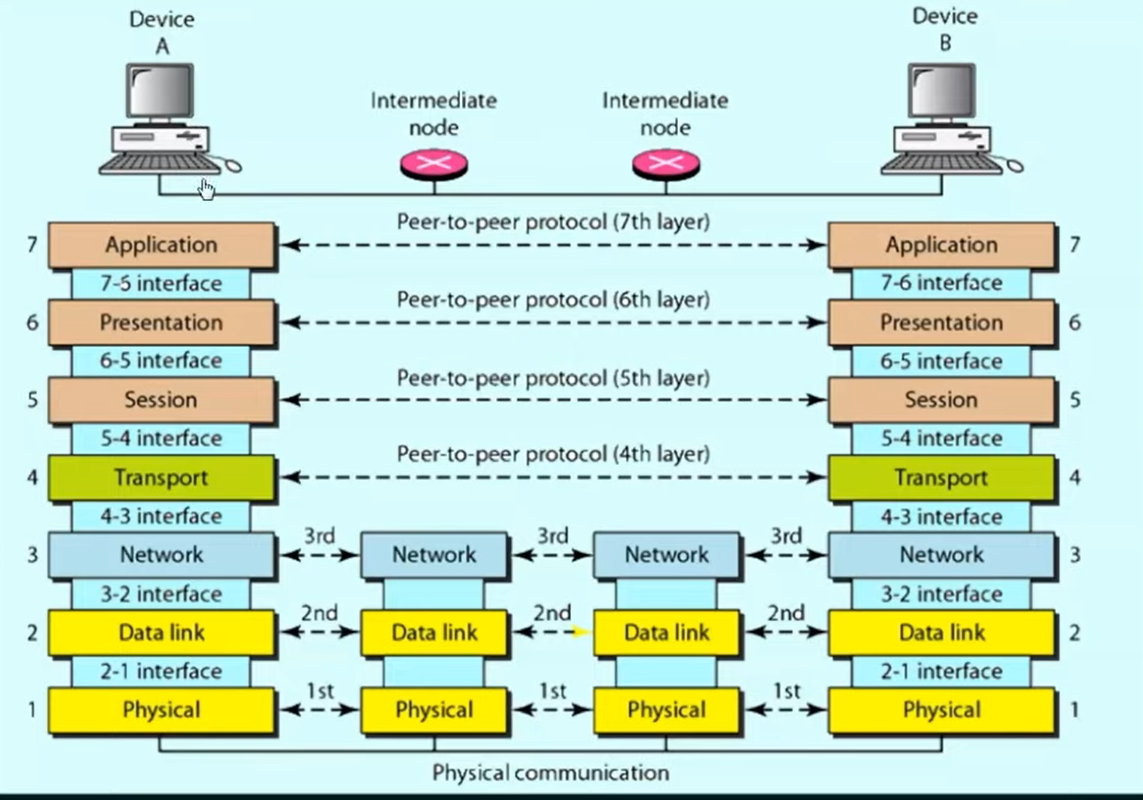 Device
A
Device
B
Intermediate
node
Intermediate
node
Peer-to-peer protocol (7th layer)
7 Application Application 7
7-6 interface 7-6 interface
Peer-to-peer protocol (6th layer)
6 Presentation Presentation 6
6-5 interface 6-5 interface
Peer-to-peer protocol (5th layer)
5 Session Session 5
5-4 interface 5-4 interface
Peer-to-peer protocol (4th layer)
4 Transport Transport 4
4-3 interface 4-3 interface
3rd 3rd 3rd
3 Network Network Network Network 3
3-2 interface 3-2 interface
2nd 2nd 2nd
2 Data link Data link Data link Data link 2
2-1 interface 2-1 interface
1st 1st 1st
1 Physical Physical Physical Physical 1
Physical communication